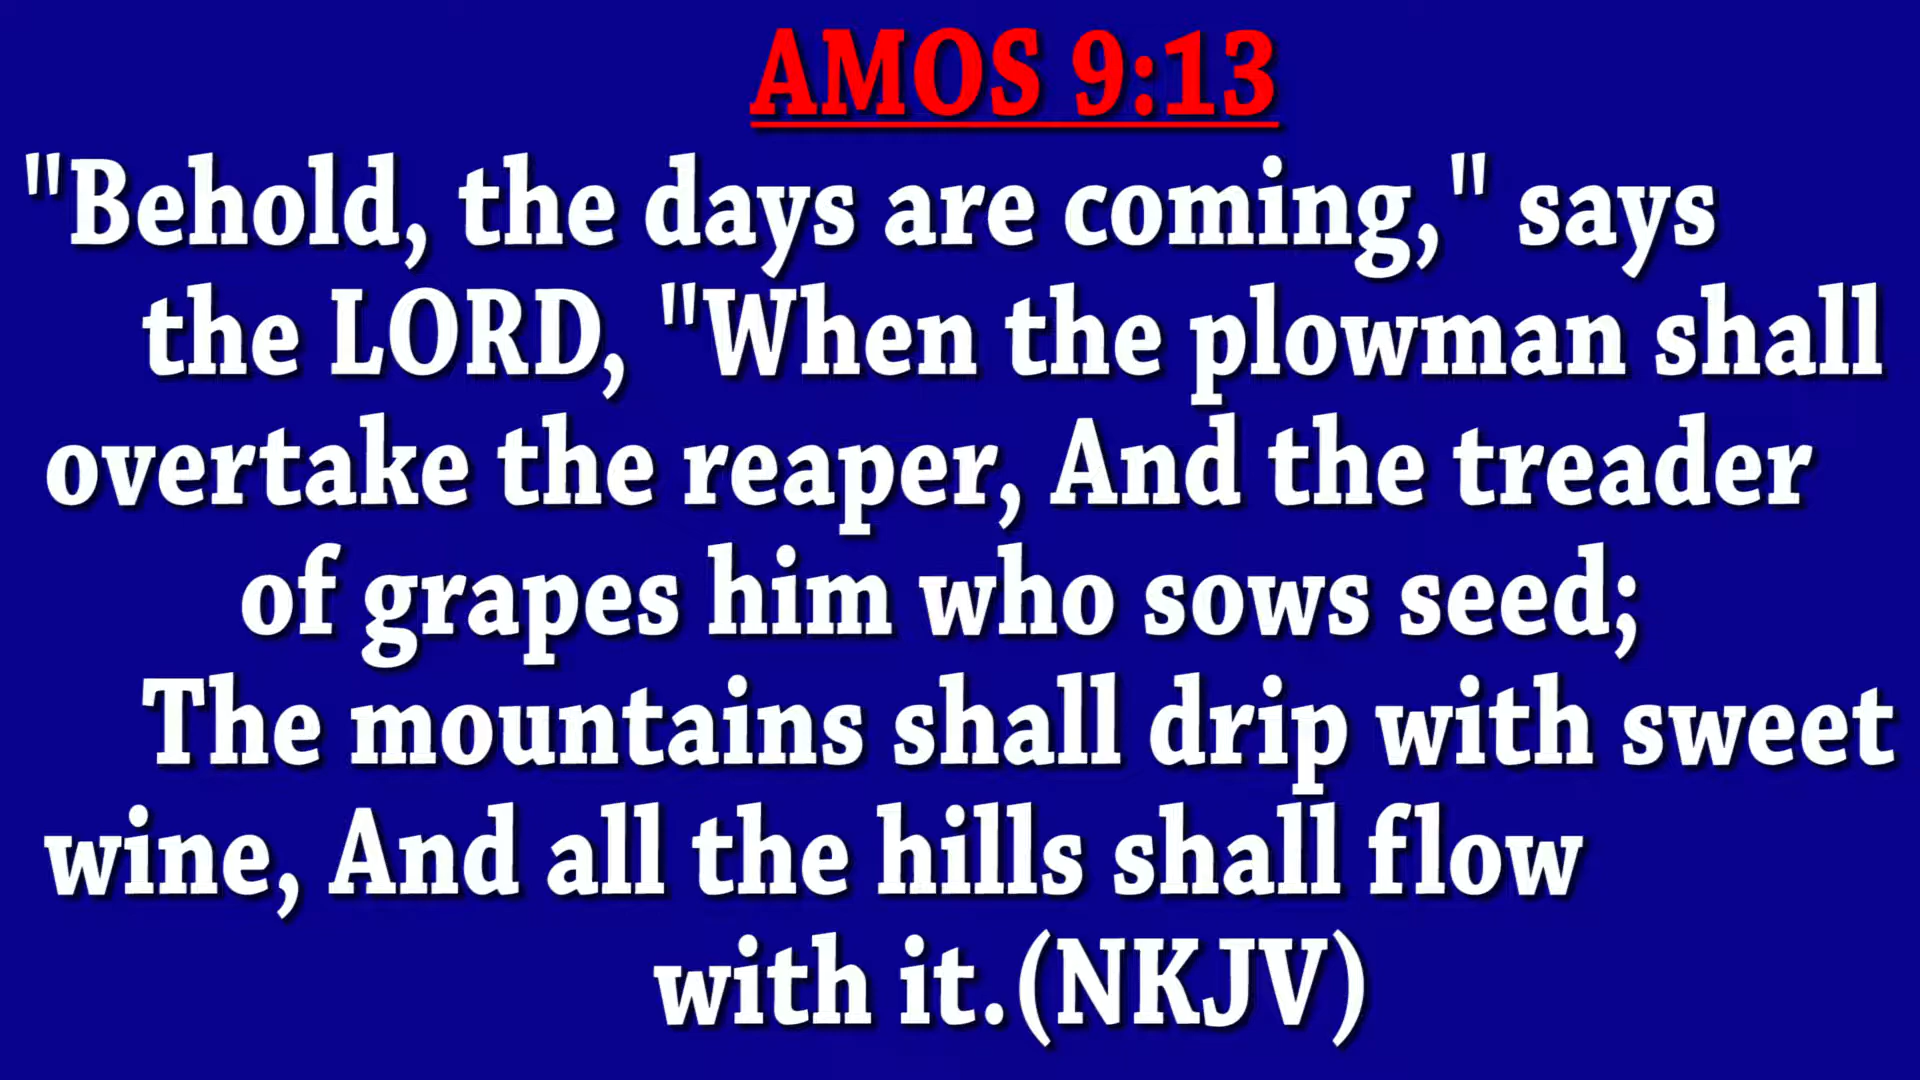 AMOS 9:13
"Behold, the days are coming," says
the LORD, "When the plowman shall
overtake the reaper, And the treader
of grapes him who sows seed;
The mountains shall drip with sweet
wine, And all the hills shall flow
with it.(NKJV)